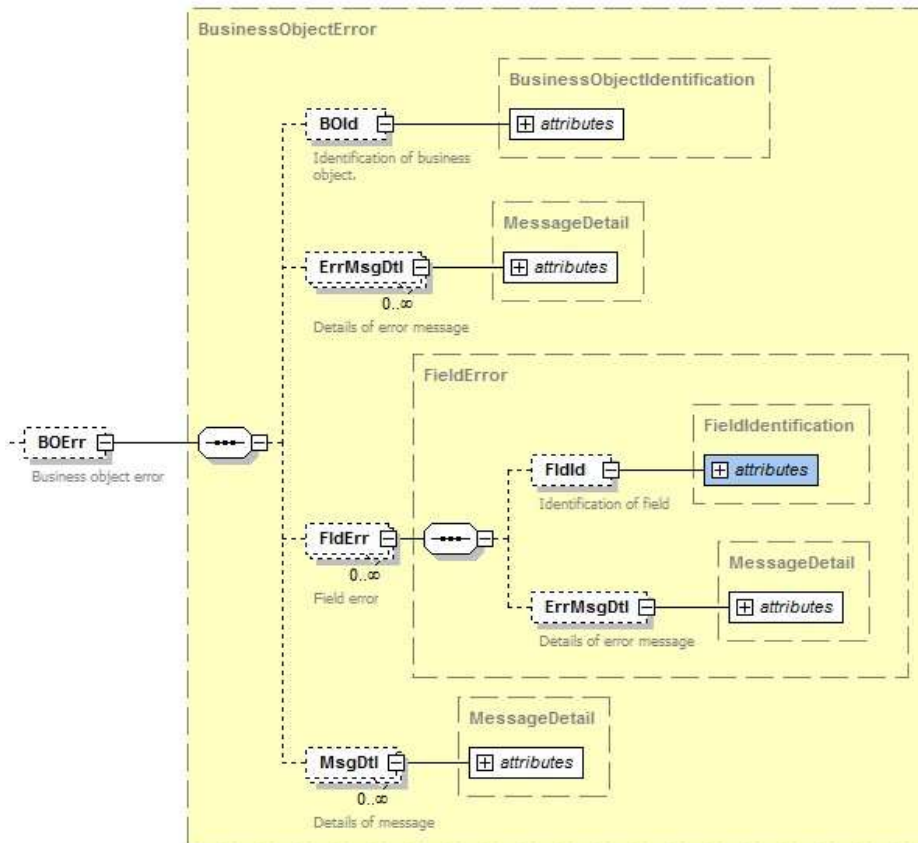 BusinessObjectError
BusinessObjectIdentification
BOId
attributes
Identification of business
object.
MessageDetail
ErrMsgDtl
attributes
0..∞
Details of error message
FieldError
FieldIdentification
BOErr
Business object error
FldId
attributes
Identification of field
FldErr
0..∞
Field error
MessageDetail
ErrMsgDtl
attributes
Details of error message
MessageDetail
MsgDtl
attributes
0..∞
Details of message